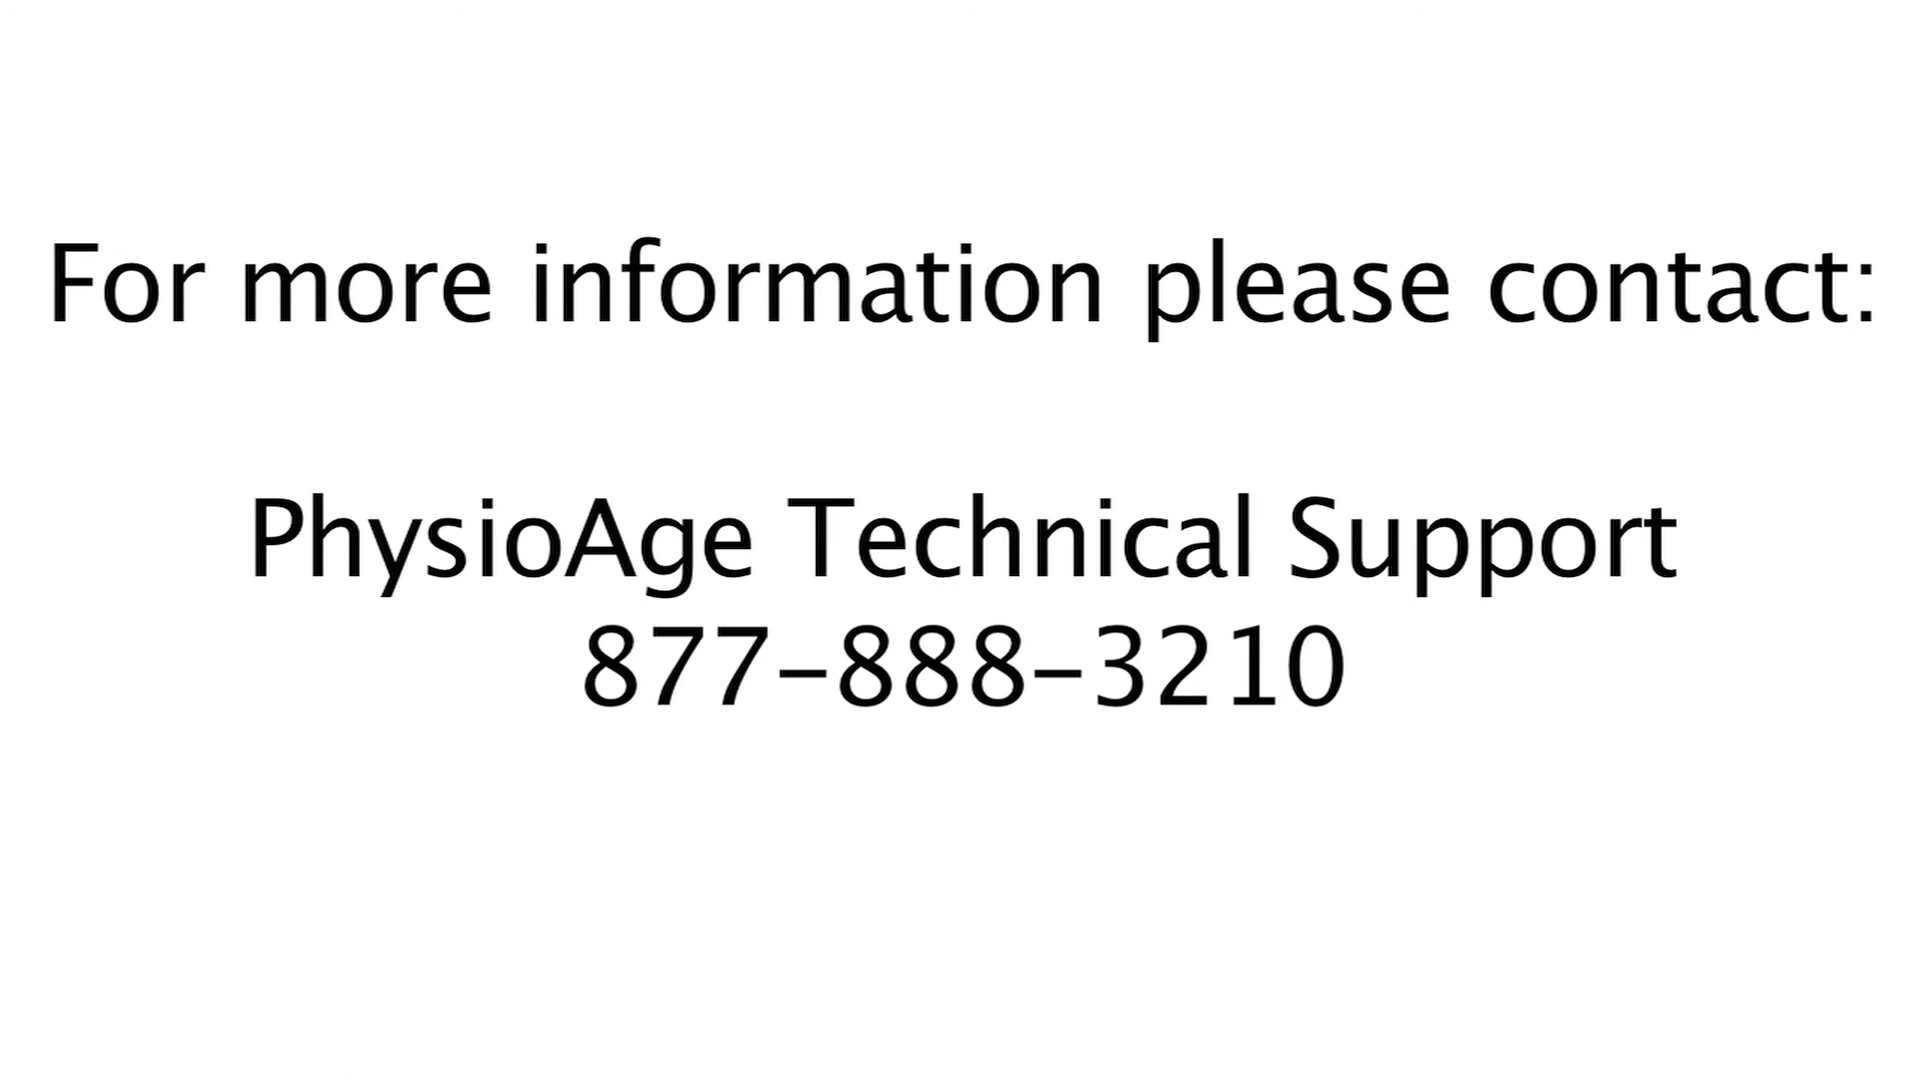 For more information please contact:
PhysioAge Technical Support
877-888-3210